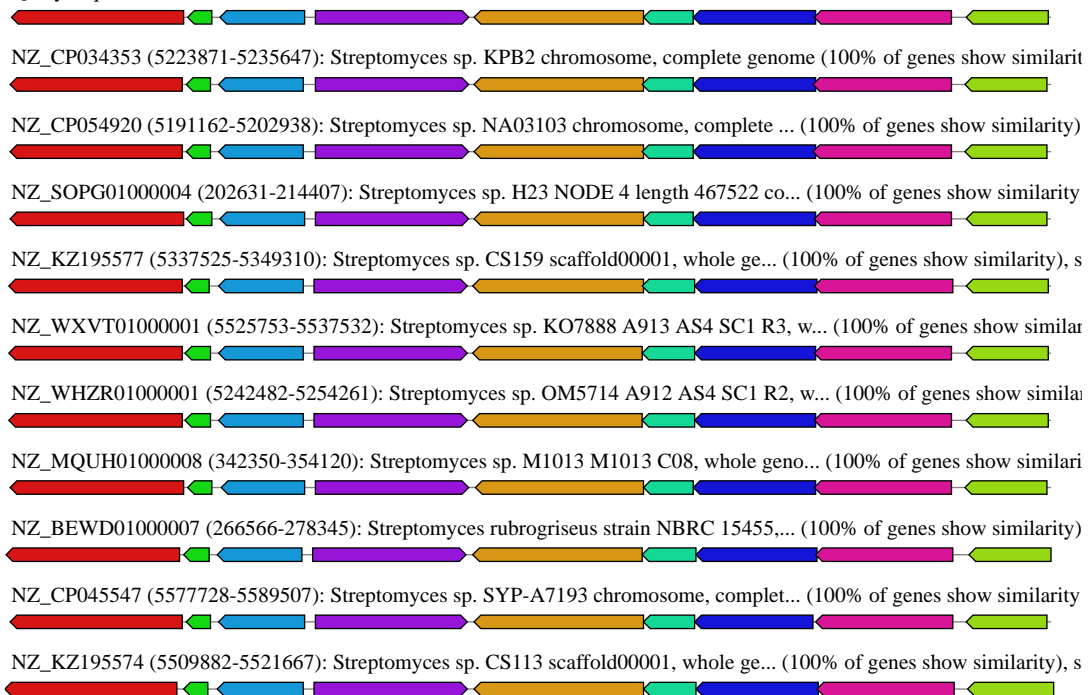 NZ_CP034353 (5223871-5235647): Streptomyces sp. KPB2 chromosome, complete genome (100% of genes show similarit
NZ_CP054920 (5191162-5202938): Streptomyces sp. NA03103 chromosome, complete ... (100% of genes show similarity)
NZ_SOPG01000004 (202631-214407): Streptomyces sp. H23 NODE 4 length 467522 co... (100% of genes show similarity
NZ_KZ195577 (5337525-5349310): Streptomyces sp. CS159 scaffold00001, whole ge... (100% of genes show similarity), s
NZ_WXVT01000001 (5525753-5537532): Streptomyces sp. KO7888 A913 AS4 SC1 R3, w... (100% of genes show similar
NZ_WHZR01000001 (5242482-5254261): Streptomyces sp. OM5714 A912 AS4 SC1 R2, w... (100% of genes show similar
NZ_MQUH01000008 (342350-354120): Streptomyces sp. M1013 M1013 C08, whole geno... (100% of genes show similari
NZ_BEWD01000007 (266566-278345): Streptomyces rubrogriseus strain NBRC 15455,... (100% of genes show similarity)
NZ_CP045547 (5577728-5589507): Streptomyces sp. SYP-A7193 chromosome, complet... (100% of genes show similarity
NZ_KZ195574 (5509882-5521667): Streptomyces sp. CS113 scaffold00001, whole ge... (100% of genes show similarity), s